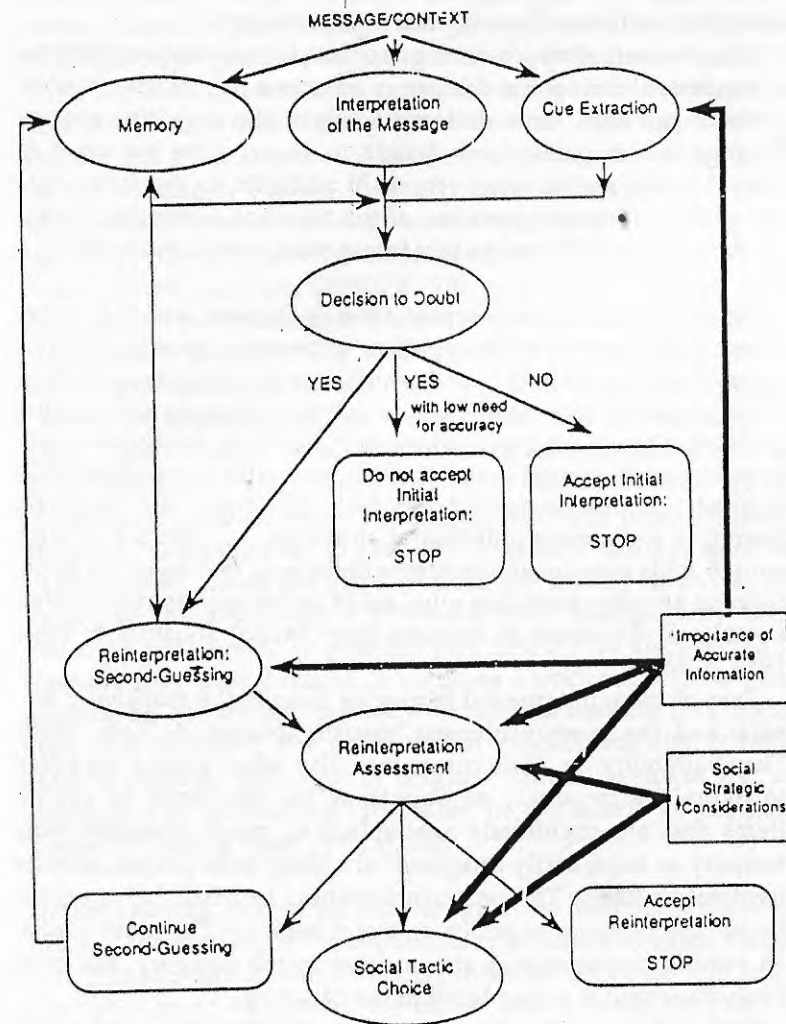 MESSAGE/CONTEXT
Memory
Interpretation
of the Message
Cue Extraction
Decision to Doubt
YES
YES
NO
with low need
for accuracy
Do not accept
Initial
Interpretation:
STOP
Accept Initial
Interpretation:
STOP
Reinterpretation:
Second-Guessing
Importance of
Accurate
Information
Reinterpretation
Assessment
Social
Strategic
Considerations
Continue
Second-Guessing
Social Tactic
Choice
Accept
Reinterpretation
STOP